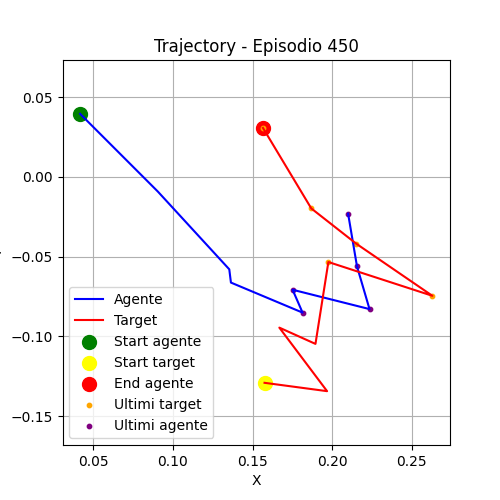 Trajectory - Episodio 450
0.05
0.00
−0.05
−0.10
−0.15
Agente
Target
Start agente
Start target
End agente
Ultimi target
Ultimi agente
0.05 0.10 0.15 0.20 0.25
X